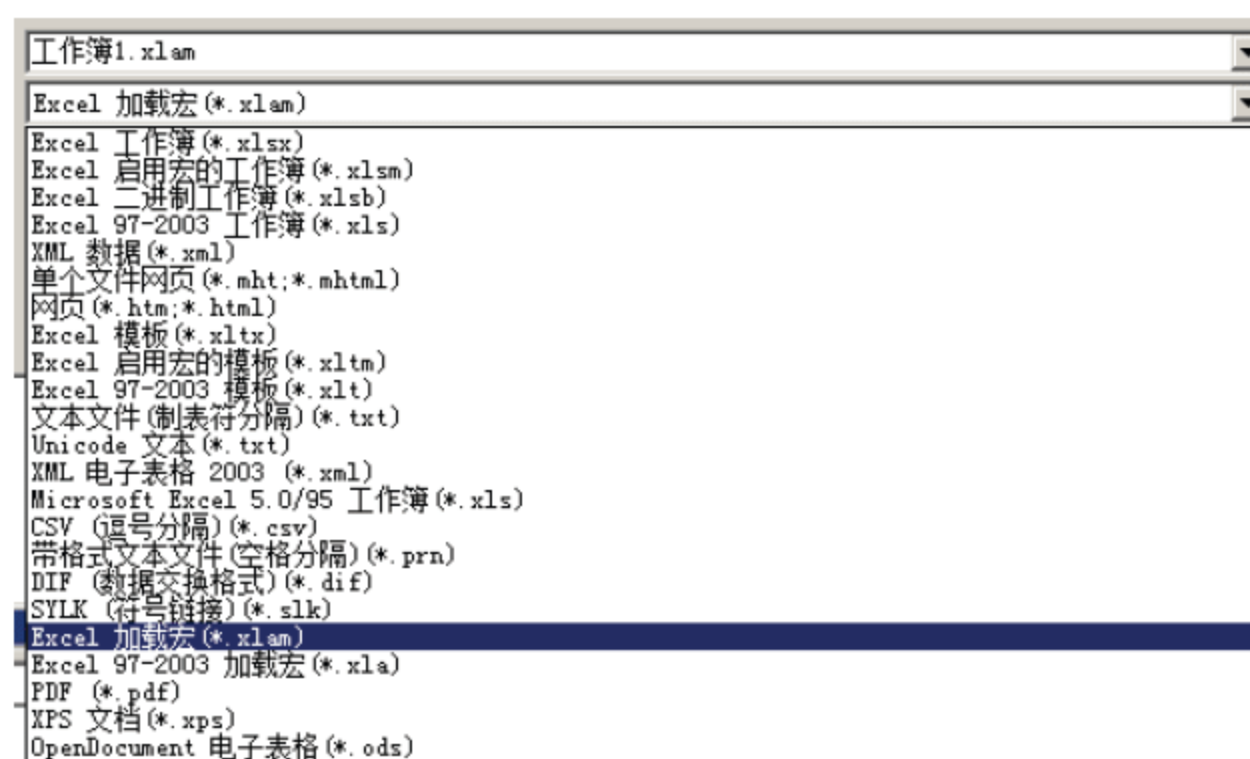 工作簿1.xlam
Excel 加载宏(*.xlam)
Excel 工作簿(*.xlsx)
Excel 启用宏的工作簿(*.xlsm)
Excel 二进制工作簿(*.xlsb)
Excel 97-2003 工作簿(*.xls)
XML 数据(*.xml)
单个文件网页(*.mht;*.mhtml)
网页(*.htm;*.html)
Excel 模板(*.xltx)
Excel 启用宏的模板(*.xltm)
Excel 97-2003 模板(*.xlt)
文本文件(制表符分隔)(*.txt)
Unicode 文本(*.txt)
XML 电子表格 2003 (*.xml)
Microsoft Excel 5.0/95 工作簿(*.xls)
CSV (逗号分隔)(*.csv)
带格式文本文件(空格分隔)(*.prn)
DIF (数据交换格式)(*.dif)
SYLK (符号链接)(*.slk)
Excel 加载宏(*.xlam)
Excel 97-2003 加载宏(*.xla)
PDF (*.pdf)
XPS 文档(*.xps)
OpenDocument 电子表格(*.ods)